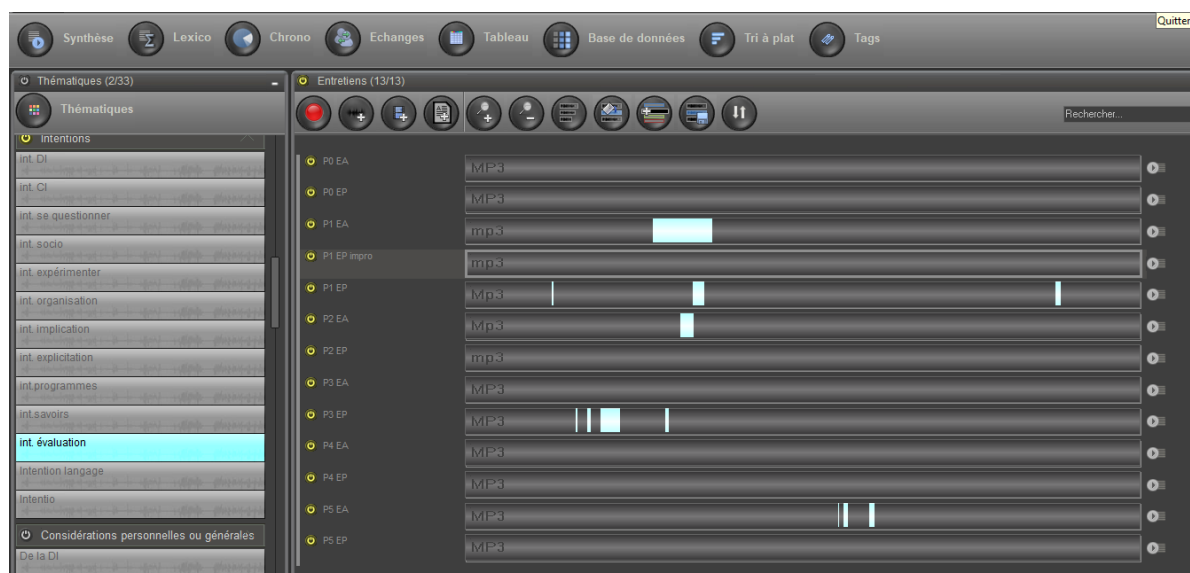 Quitter
Synthèse Lexico Chrono Echanges Tableau Base de données Tri à plat Tags
Thématiques (2/33)
Thématiques
Intentions
int. DI
int. CI
int. se questionner
int. socio
int. expérimenter
int. organisation
int. implication
int. explicitation
int.programmes
int.savoirs
int. évaluation
Intention langage
Intentio
Considérations personnelles ou générales
De la DI
Entretiens (13/13)
Rechercher...
P0 EA MP3
P0 EP MP3
P1 EA mp3
P1 EP impro mp3
P1 EP Mp3
P2 EA Mp3
P2 EP mp3
P3 EA MP3
P3 EP MP3
P4 EA MP3
P4 EP MP3
P5 EA MP3
P5 EP MP3